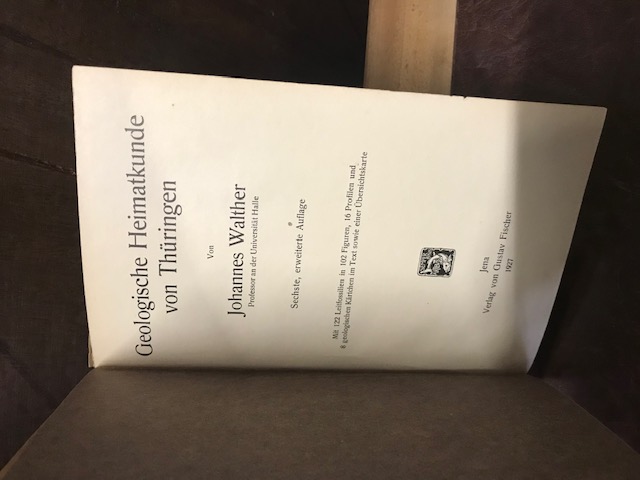 Geologische Heimatkunde
von Thüringen
Von
Johannes Walther
Professor an der Universität Halle
Sechste, erweiterte Auflage
Mit 122 Leitfossilien in 102 Figuren, 16 Profilen und
8 geologischen Kärtchen im Text sowie einer Übersichtskarte
Jena
Verlag von Gustav Fischer
1927